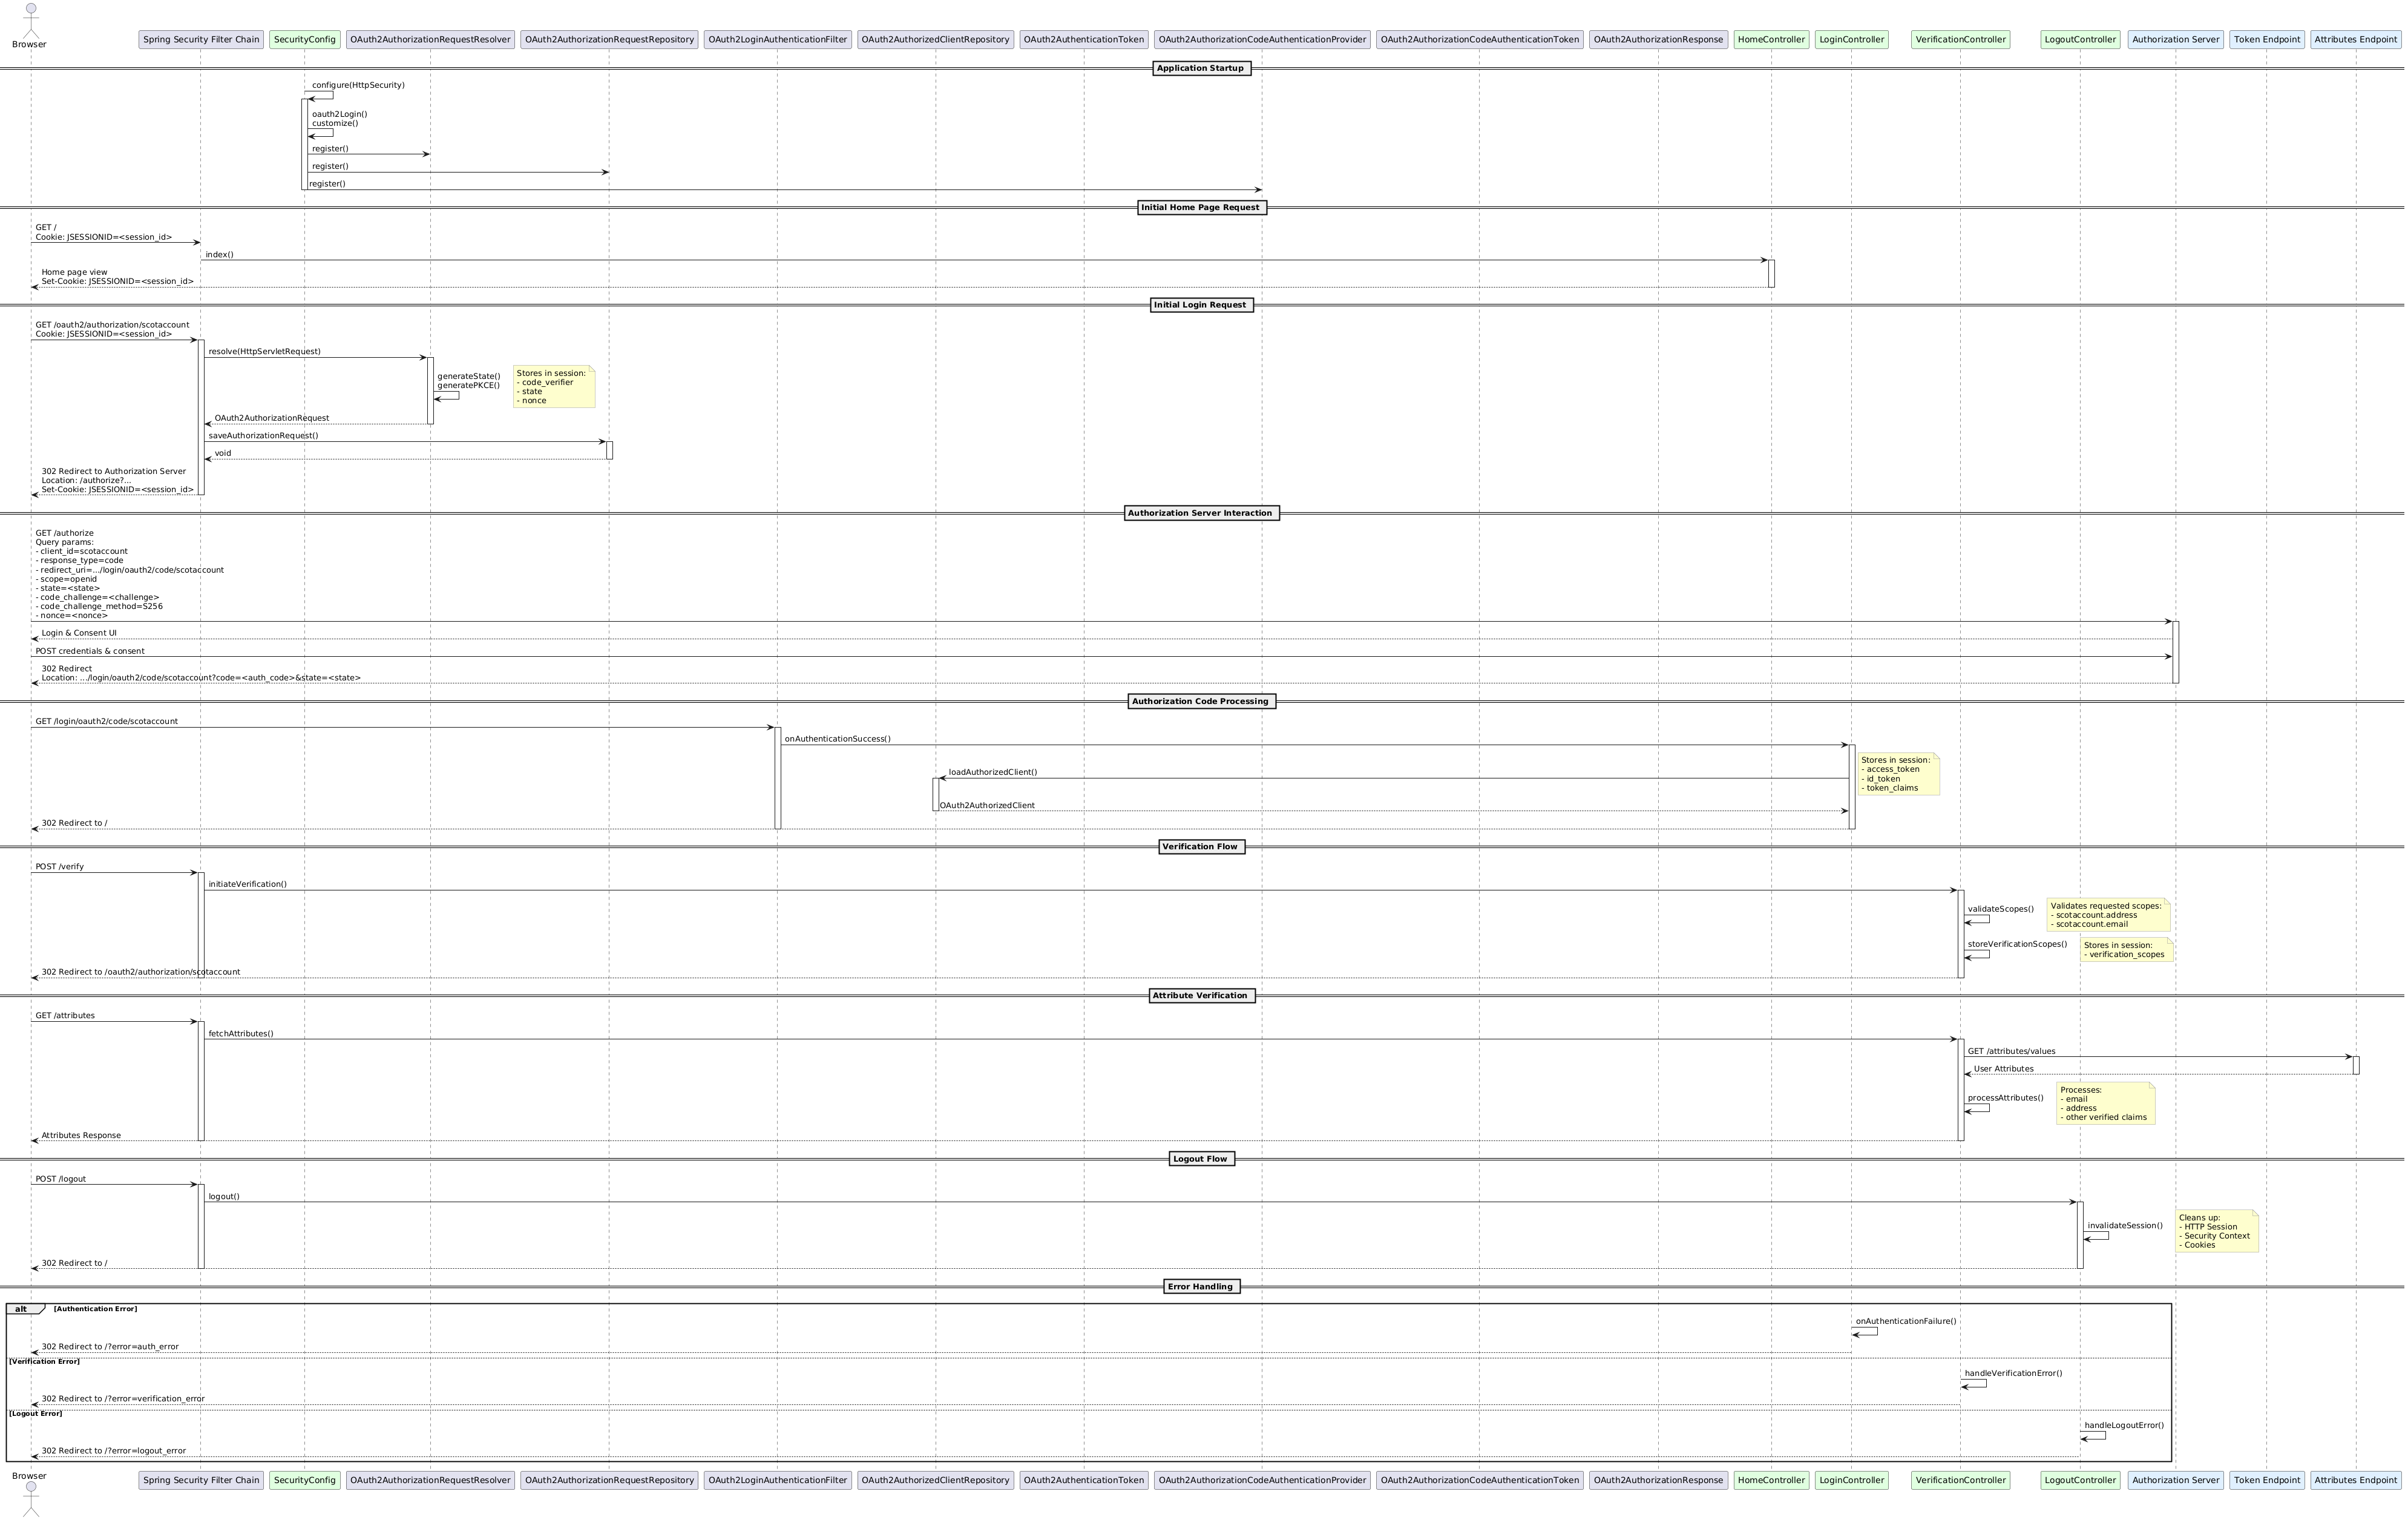 Browser
Spring Security Filter Chain
SecurityConfig
OAuth2AuthorizationRequestResolver
OAuth2AuthorizationRequestRepository
OAuth2LoginAuthenticationFilter
OAuth2AuthorizedClientRepository
OAuth2AuthenticationToken
OAuth2AuthorizationCodeAuthenticationProvider
OAuth2AuthorizationCodeAuthenticationToken
OAuth2AuthorizationResponse
HomeController
LoginController
VerificationController
LogoutController
Authorization Server
Token Endpoint
Attributes Endpoint
Application Startup
configure(HttpSecurity)
oauth2Login()
customize()
register()
register()
register()
Initial Home Page Request
GET /
Cookie: JSESSIONID=<session_id>
index()
Home page view
Set-Cookie: JSESSIONID=<session_id>
Initial Login Request
GET /oauth2/authorization/scotaccount
Cookie: JSESSIONID=<session_id>
resolve(HttpServletRequest)
generateState()
generatePKCE()
Stores in session:
- code_verifier
- state
- nonce
OAuth2AuthorizationRequest
saveAuthorizationRequest()
void
302 Redirect to Authorization Server
Location: /authorize?...
Set-Cookie: JSESSIONID=<session_id>
Authorization Server Interaction
GET /authorize
Query params:
- client_id=scotaccount
- response_type=code
- redirect_uri=.../login/oauth2/code/scotaccount
- scope=openid
- state=<state>
- code_challenge=<challenge>
- code_challenge_method=S256
- nonce=<nonce>
Login & Consent UI
POST credentials & consent
302 Redirect
Location: .../login/oauth2/code/scotaccount?code=<auth_code>&state=<state>
Authorization Code Processing
GET /login/oauth2/code/scotaccount
onAuthenticationSuccess()
loadAuthorizedClient()
Stores in session:
- access_token
- id_token
- token_claims
OAuth2AuthorizedClient
302 Redirect to /
Verification Flow
POST /verify
initiateVerification()
validateScopes()
Validates requested scopes:
- scotaccount.address
- scotaccount.email
storeVerificationScopes()
Stores in session:
- verification_scopes
302 Redirect to /oauth2/authorization/scotaccount
Attribute Verification
GET /attributes
fetchAttributes()
GET /attributes/values
User Attributes
processAttributes()
Processes:
- email
- address
- other verified claims
Attributes Response
Logout Flow
POST /logout
logout()
invalidateSession()
Cleans up:
- HTTP Session
- Security Context
- Cookies
302 Redirect to /
Error Handling
alt [Authentication Error]
onAuthenticationFailure()
302 Redirect to /?error=auth_error
[Verification Error]
handleVerificationError()
302 Redirect to /?error=verification_error
[Logout Error]
handleLogoutError()
302 Redirect to /?error=logout_error
Browser
Spring Security Filter Chain
SecurityConfig
OAuth2AuthorizationRequestResolver
OAuth2AuthorizationRequestRepository
OAuth2LoginAuthenticationFilter
OAuth2AuthorizedClientRepository
OAuth2AuthenticationToken
OAuth2AuthorizationCodeAuthenticationProvider
OAuth2AuthorizationCodeAuthenticationToken
OAuth2AuthorizationResponse
HomeController
LoginController
VerificationController
LogoutController
Authorization Server
Token Endpoint
Attributes Endpoint